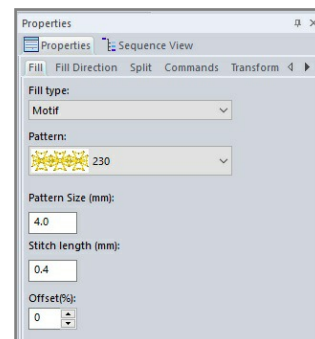 Properties
Properties Sequence View
Fill Fill Direction Split Commands Transform
Fill type:
Motif
Pattern:
230
Pattern Size (mm):
4.0
Stitch length (mm):
0.4
Offset(%):
0